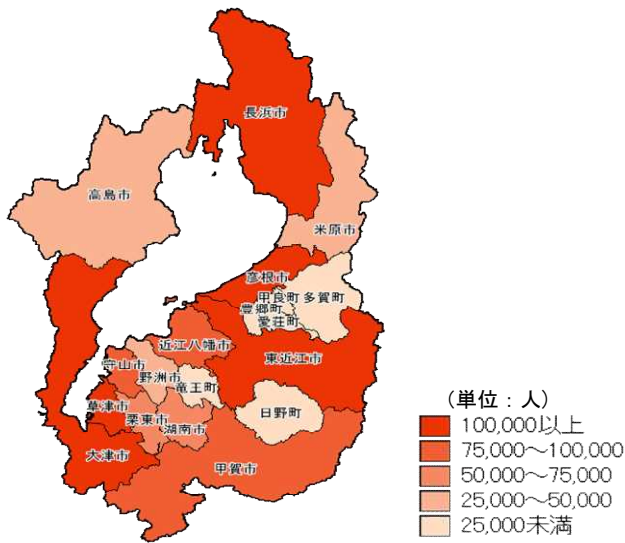 長浜市
高島市
米原市
彦根市
甲良町
多賀町
豊郷町
愛荘町
近江八幡市
東近江市
守山市
野洲市
竜王町
草津市
栗東市
湖南市
日野町
大津市
甲賀市
(単位：人)
100,000以上
75,000～100,000
50,000～75,000
25,000～50,000
25,000未満